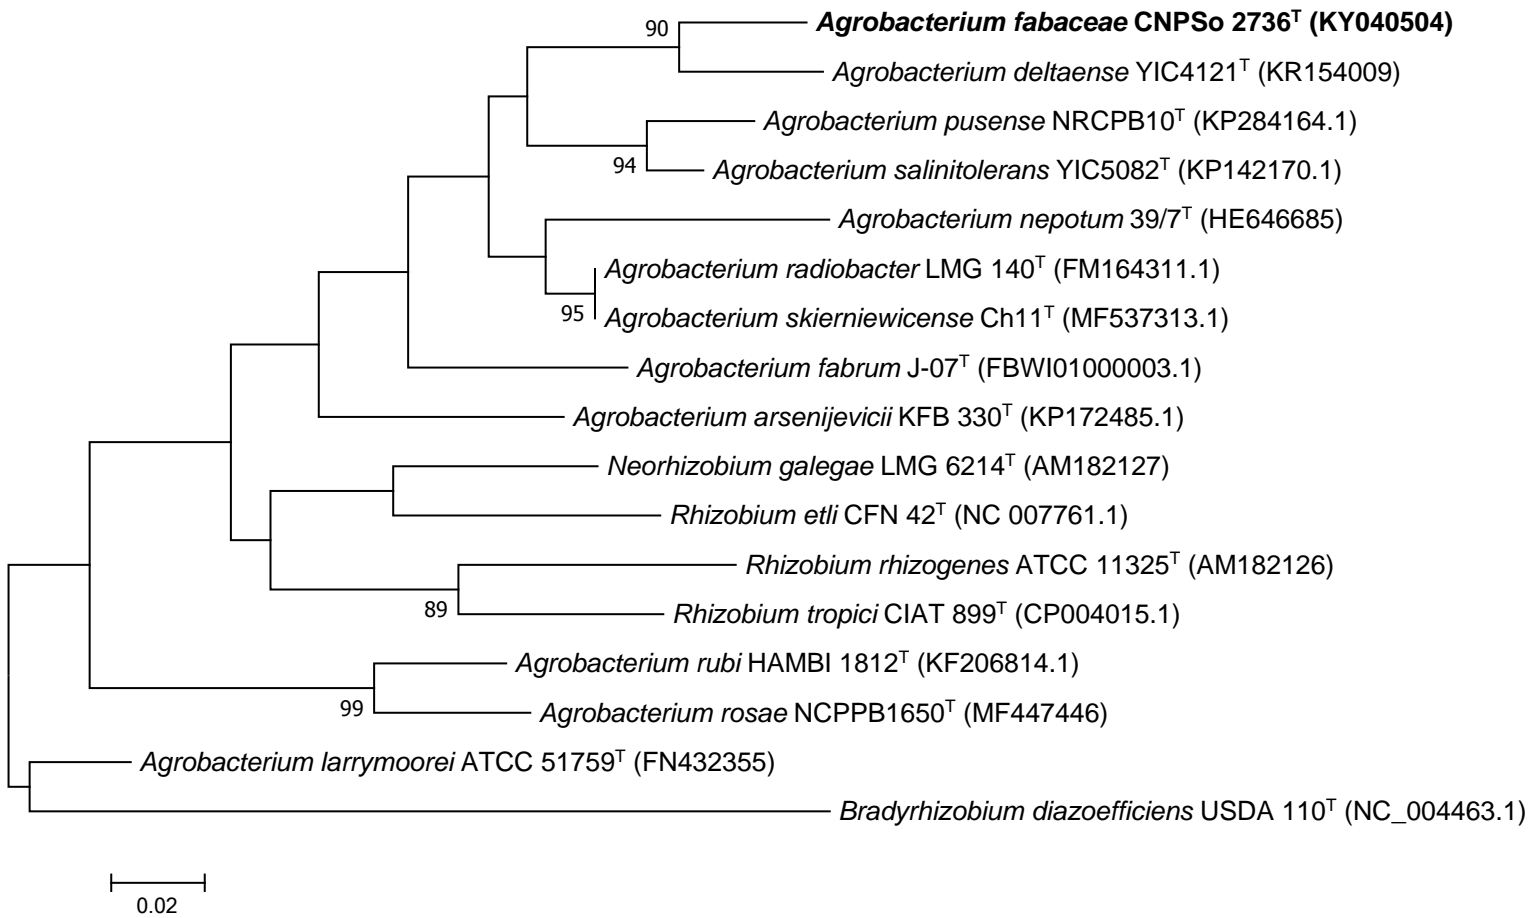 90
Agrobacterium fabaceae CNPSo 2736ᵀ (KY040504)
Agrobacterium deltaense YIC4121ᵀ (KR154009)
Agrobacterium pusense NRCPB10ᵀ (KP284164.1)
94
Agrobacterium salinitolerans YIC5082ᵀ (KP142170.1)
Agrobacterium nepotum 39/7ᵀ (HE646685)
Agrobacterium radiobacter LMG 140ᵀ (FM164311.1)
95
Agrobacterium skierniewicense Ch11ᵀ (MF537313.1)
Agrobacterium fabrum J-07ᵀ (FBWI01000003.1)
Agrobacterium arsenijevicii KFB 330ᵀ (KP172485.1)
Neorhizobium galegae LMG 6214ᵀ (AM182127)
Rhizobium etli CFN 42ᵀ (NC 007761.1)
Rhizobium rhizogenes ATCC 11325ᵀ (AM182126)
89
Rhizobium tropici CIAT 899ᵀ (CP004015.1)
Agrobacterium rubi HAMBI 1812ᵀ (KF206814.1)
99
Agrobacterium rosae NCPPB1650ᵀ (MF447446)
Agrobacterium larrymoorei ATCC 51759ᵀ (FN432355)
Bradyrhizobium diazoefficiens USDA 110ᵀ (NC_004463.1)
0.02